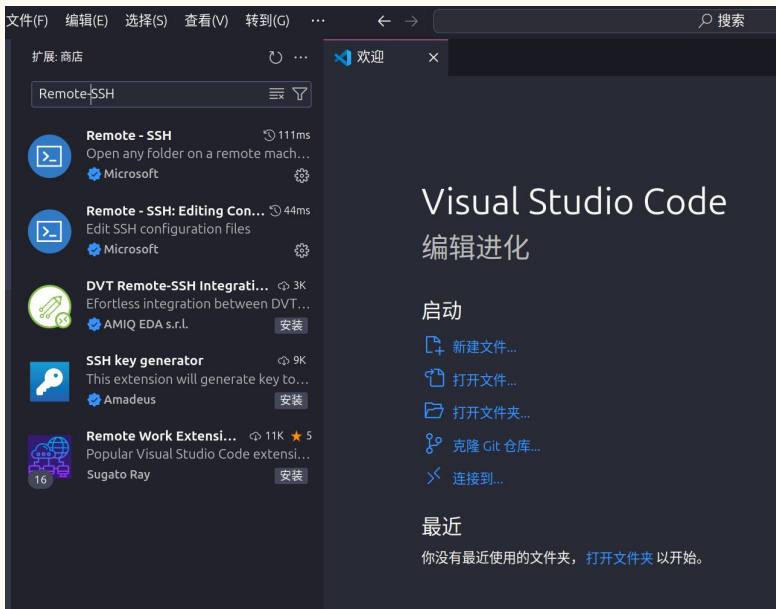 文件(F) 编辑(E) 选择(S) 查看(V) 转到(G) ··· ← → 搜索
扩展: 商店 ···
欢迎 ×
Remote-SSH
Remote - SSH 111ms
Open any folder on a remote mach...
Microsoft
Remote - SSH: Editing Con... 44ms
Edit SSH configuration files
Microsoft
DVT Remote-SSH Integrati... 3K
Efortless integration between DVT...
AMIQ EDA s.r.l. 安装
SSH key generator 9K
This extension will generate key to...
Amadeus 安装
Remote Work Extensi... 11K ★ 5
Popular Visual Studio Code extensi...
16 Sugato Ray 安装
Visual Studio Code
编辑进化
启动
新建文件...
打开文件...
打开文件夹...
克隆 Git 仓库...
连接到...
最近
你没有最近使用的文件夹，打开文件夹 以开始。